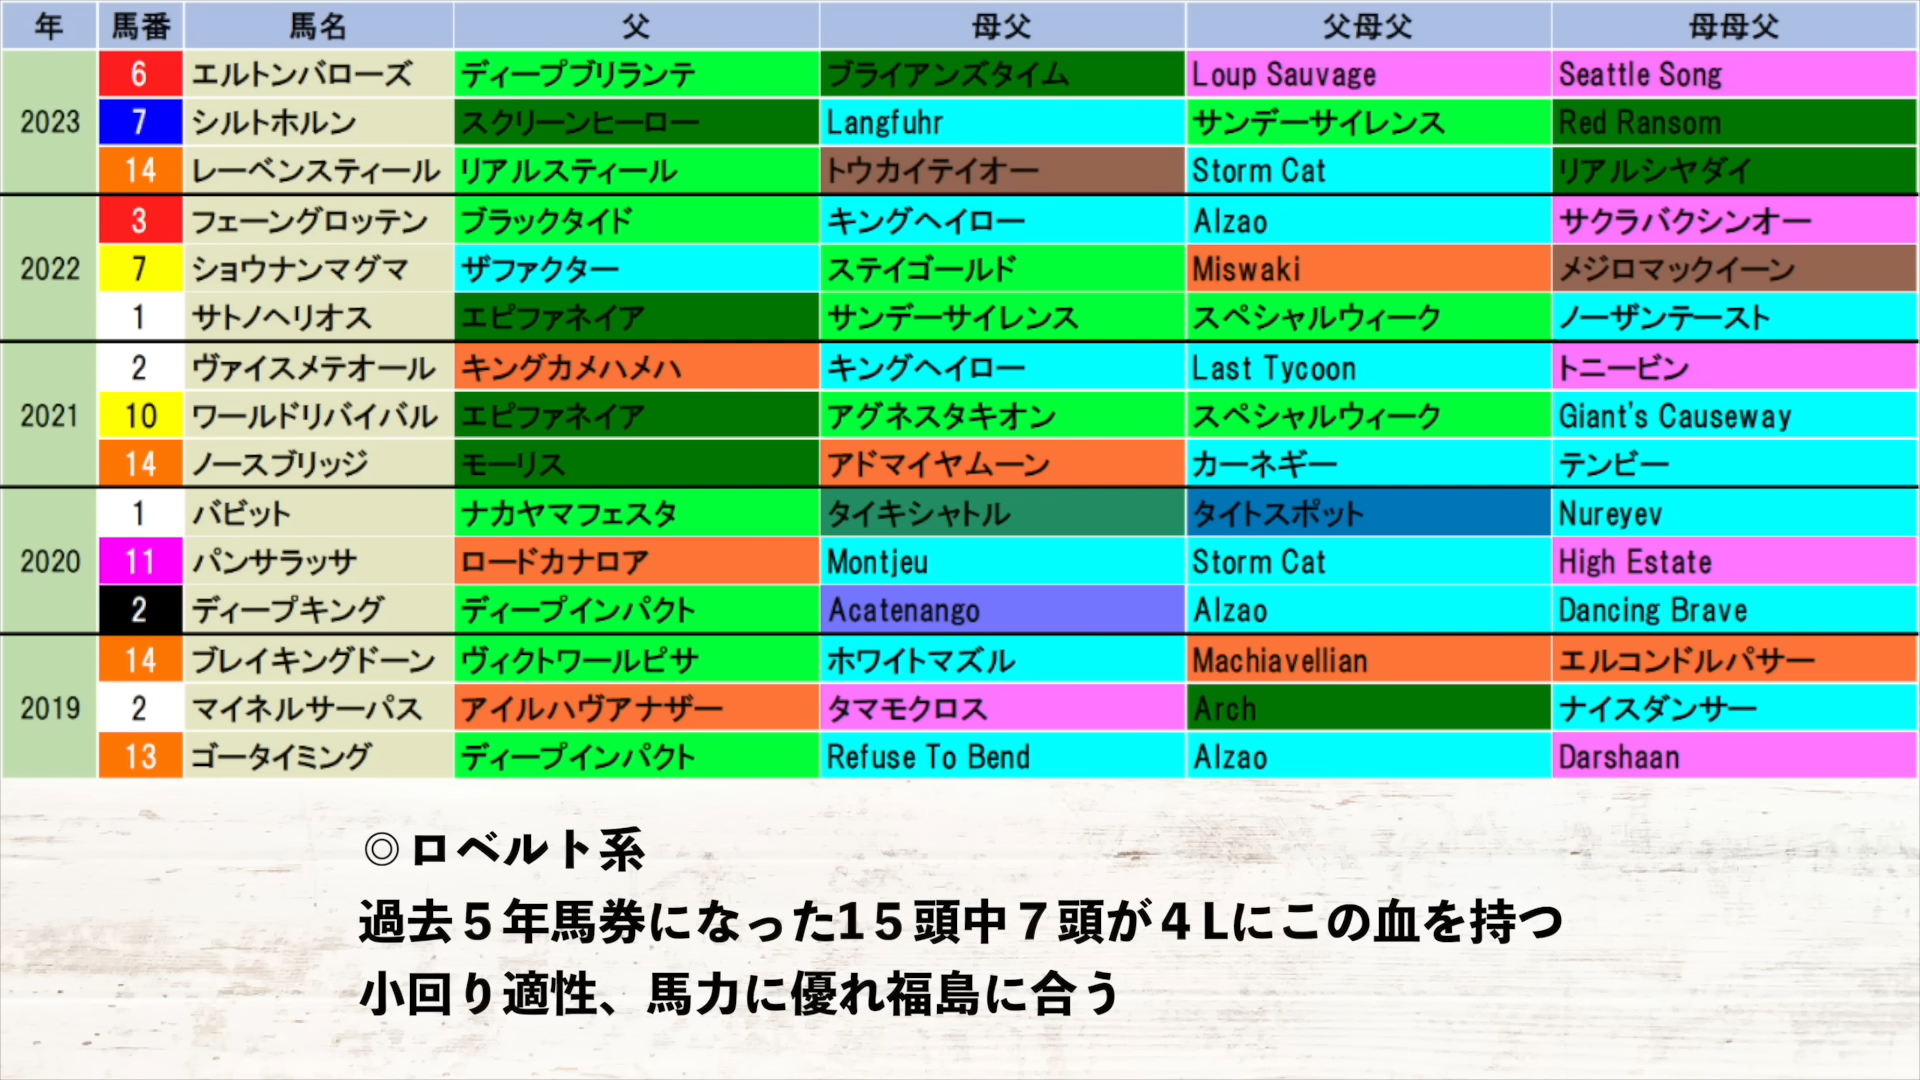 年 馬番 馬名 父 母父 父母父 母母父
2023 6 エルトンバローズ ディープブリランテ ブライアンズタイム Loup Sauvage Seattle Song
7 シルトホルン スクリーンヒーロー Langfuhr サンデーサイレンス Red Ransom
14 レーベンスティール リアルスティール トウカイテイオー Storm Cat リアルシヤダイ
2022 3 フェーングロッテン ブラックタイド キングヘイロー Alzao サクラバクシンオー
7 ショウナンマグマ ザファクター ステイゴールド Miswaki メジロマックイーン
1 サトノヘリオス エピファネイア サンデーサイレンス スペシャルウィーク ノーザンテースト
2021 2 ヴァイスメテオール キングカメハメハ キングヘイロー Last Tycoon トニービン
10 ワールドリバイバル エピファネイア アグネスタキオン スペシャルウィーク Giant's Causeway
14 ノースブリッジ モーリス アドマイヤムーン カーネギー テンビー
2020 1 バビット ナカヤマフェスタ タイキシャトル タイトスポット Nureyev
11 パンサラッサ ロードカナロア Montjeu Storm Cat High Estate
2 ディープキング ディープインパクト Acatenango Alzao Dancing Brave
2019 14 ブレイキングドーン ヴィクトワールピサ ホワイトマズル Machiavellian エルコンドルパサー
2 マイネルサーパス アイルハヴアナザー タマモクロス Arch ナイスダンサー
13 ゴータイミング ディープインパクト Refuse To Bend Alzao Darshaan
◎ロベルト系
過去５年馬券になった1５頭中７頭が４Lにこの血を持つ
小回り適性、馬力に優れ福島に合う